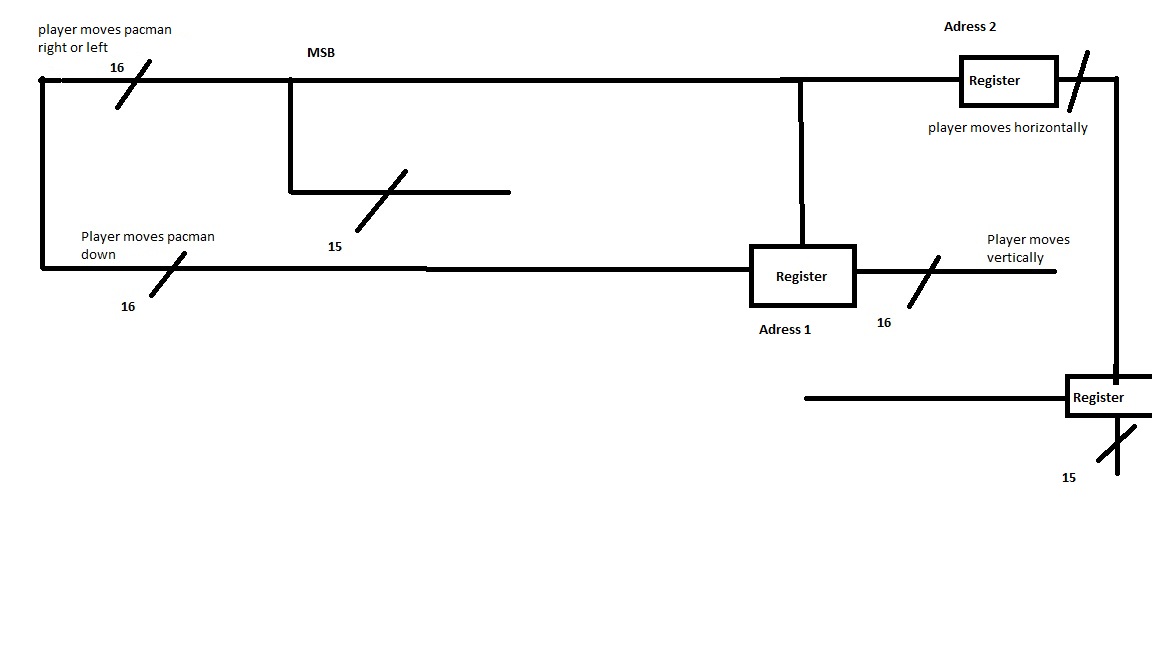 player moves pacman
right or left
16
MSB
Adress 2
Register
player moves horizontally
15
Player moves pacman
down
16
Register
Adress 1
Player moves
vertically
16
Register
15